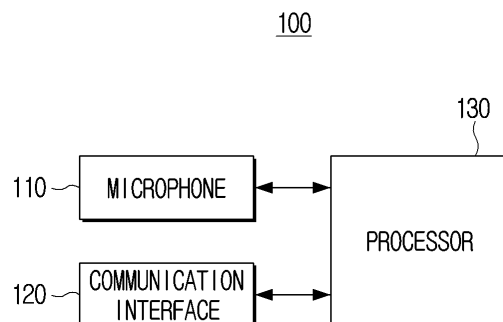 100
130
110
MICROPHONE
PROCESSOR
120
COMMUNICATION
INTERFACE